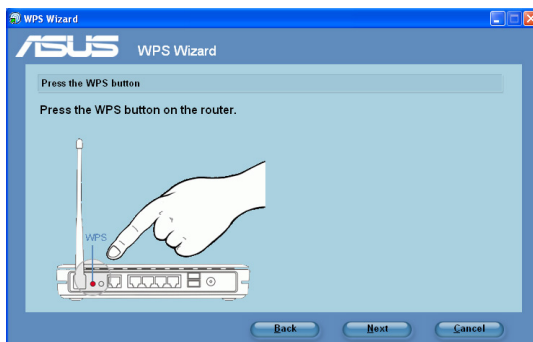 WPS Wizard
ASUS WPS Wizard
Press the WPS button
Press the WPS button on the router.
WPS
Back Next Cancel